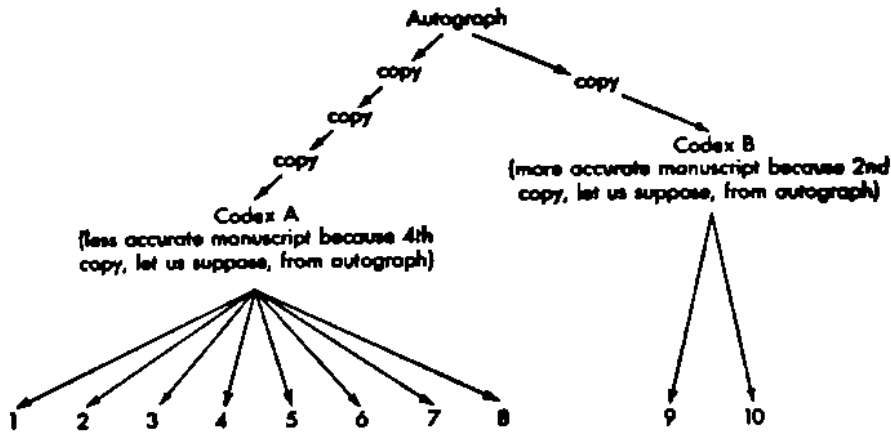 Autograph
copy
copy
copy
copy
Codex B
(more accurate manuscript because 2nd
copy, let us suppose, from autograph)
Codex A
(less accurate manuscript because 4th
copy, let us suppose, from autograph)
1 2 3 4 5 6 7 8 9 10